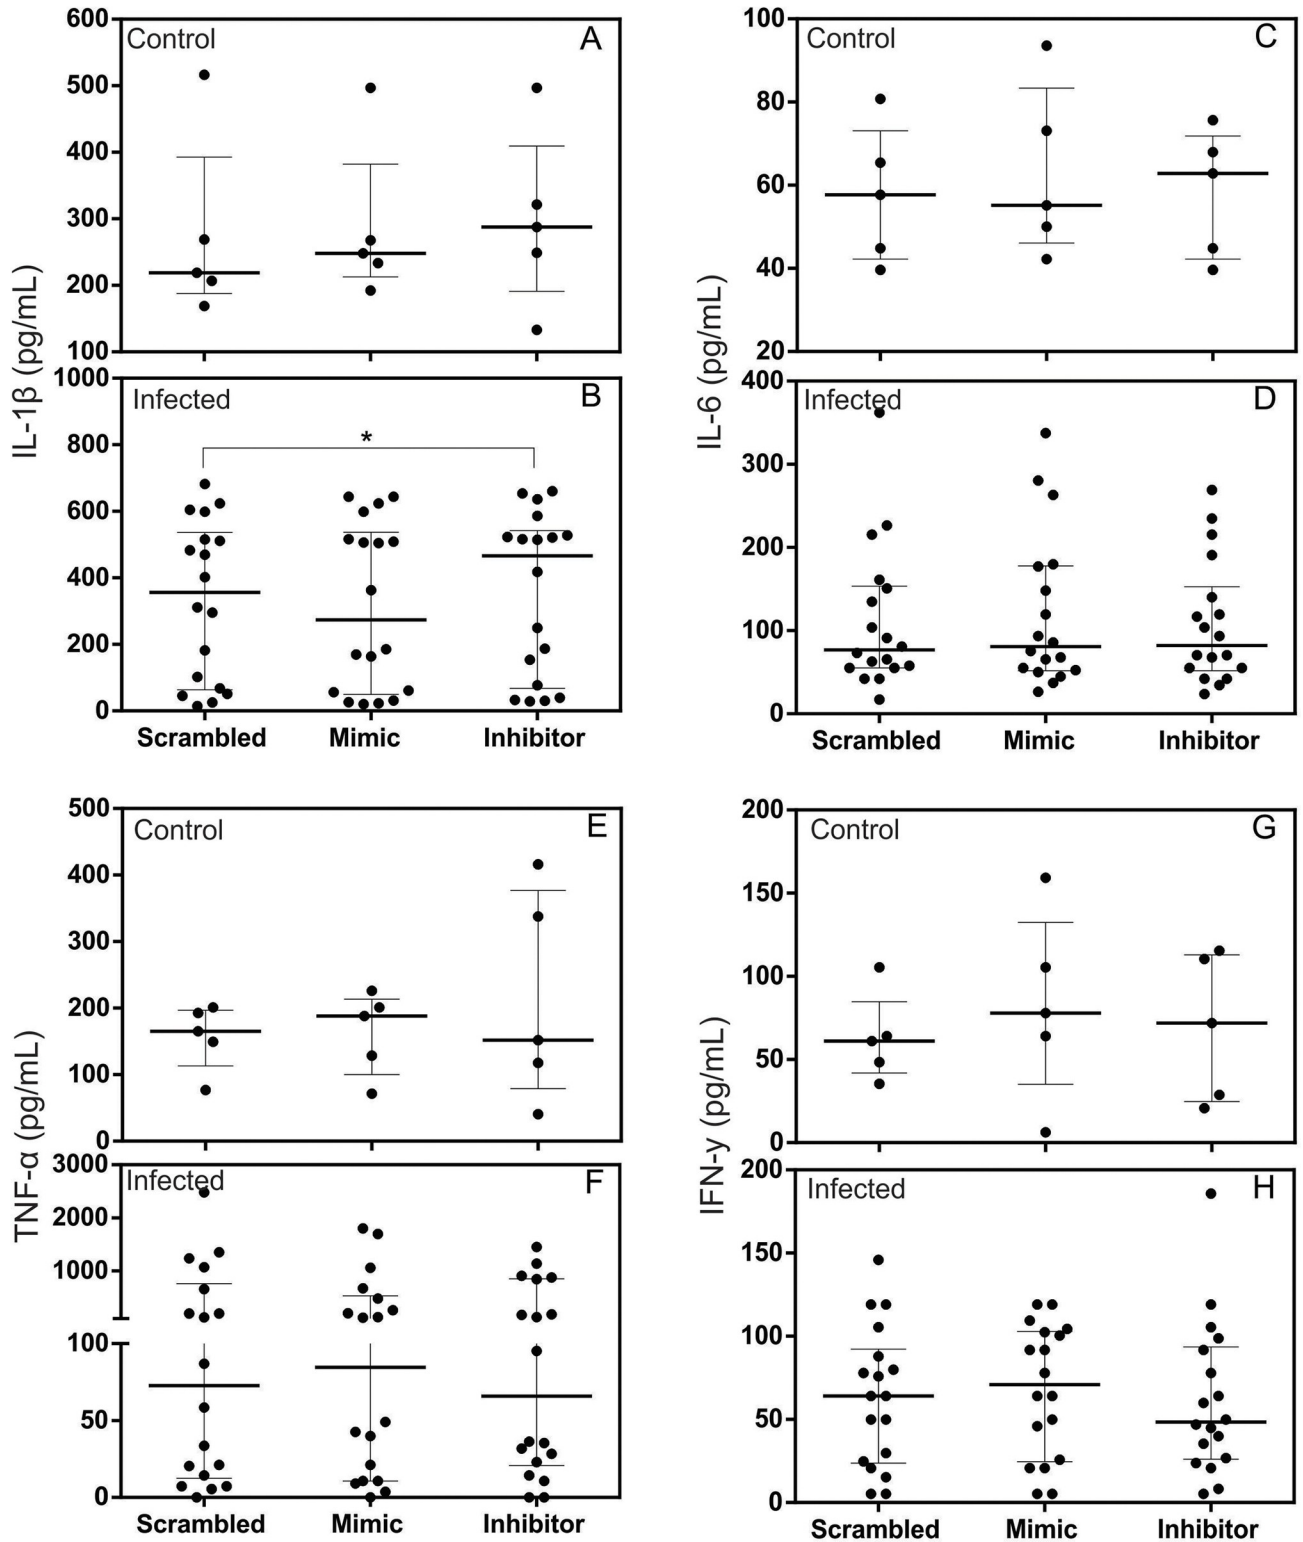 IL-1β (pg/mL)
600
500
400
300
200
100
Control
A
1000
800
600
400
200
0
Infected
B
*
Scrambled
Mimic
Inhibitor
IL-6 (pg/mL)
100
80
60
40
20
Control
C
400
300
200
100
0
Infected
D
Scrambled
Mimic
Inhibitor
TNF-α (pg/mL)
500
400
300
200
100
0
Control
E
3000
2000
1000
100
50
0
Infected
F
Scrambled
Mimic
Inhibitor
IFN-y (pg/mL)
200
150
100
50
0
Control
G
200
150
100
50
0
Infected
H
Scrambled
Mimic
Inhibitor